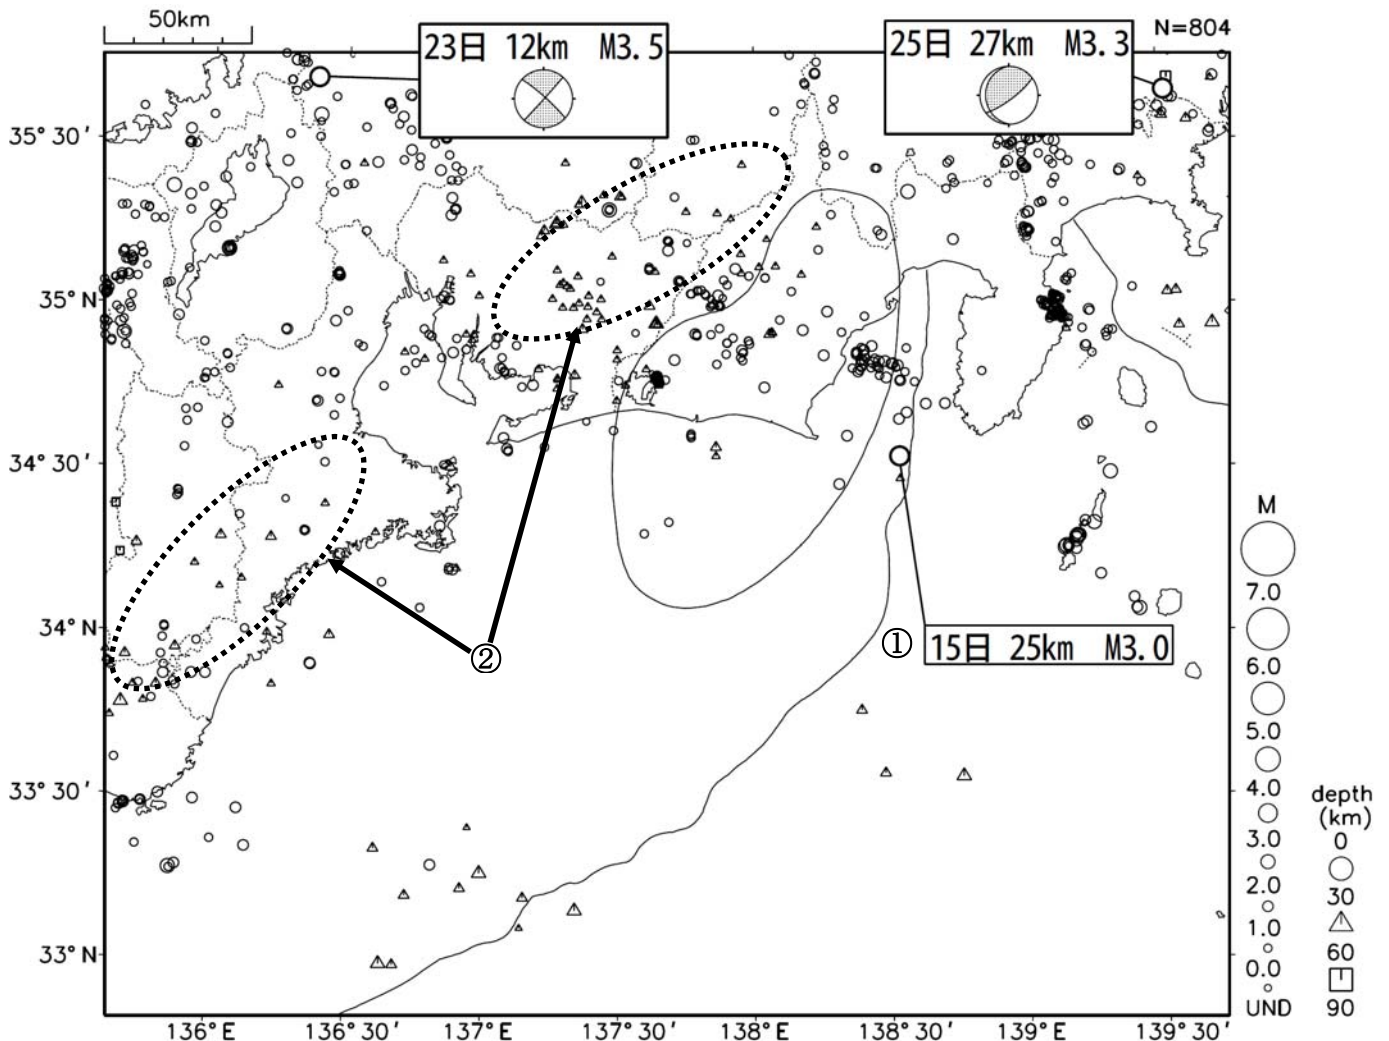 50km
N=804
23日 12km M3.5
25日 27km M3.3
35° 30′
35° N
34° 30′
34° N
33° 30′
33° N
②
①
15日 25km M3.0
M
7.0
6.0
5.0
4.0
3.0
2.0
1.0
0.0
UND
depth
(km)
0
30
60
90
136° E
136° 30′
137° E
137° 30′
138° E
138° 30′
139° E
139° 30′